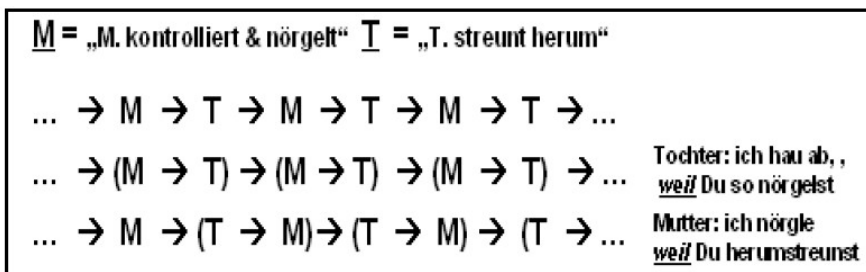 M = „M. kontrolliert & nörgelt“ T = „T. streunt herum“
... → M → T → M → T → M → T → ...
... → (M → T) → (M → T) → (M → T) → ...
Tochter: ich hau ab, ,
weil Du so nörgelst
... → M → (T → M) → (T → M) → (T → ...
Mutter: ich nörgle
weil Du herumstreunst